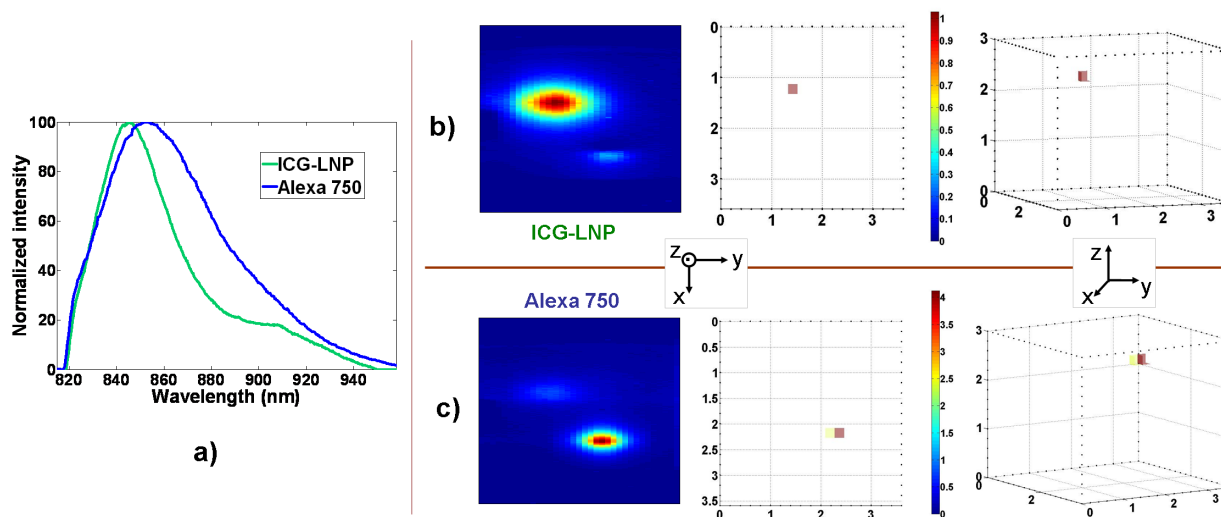 Normalized intensity
100
80
60
40
20
0
820 840 860 880 900 920 940
Wavelength (nm)
ICG-LNP
Alexa 750
a)
b)
ICG-LNP
0
1
2
3
0 1 2 3
1
0.9
0.8
0.7
0.6
0.5
0.4
0.3
0.2
0.1
0
3
2
1
0
2
0
0 1 2 3
z y
x
z
x y
Alexa 750
c)
0
0.5
1
1.5
2
2.5
3
3.5
0 1 2 3
4
3.5
3
2.5
2
1.5
1
0.5
0
3
2
1
0
0
2
0 1 2 3